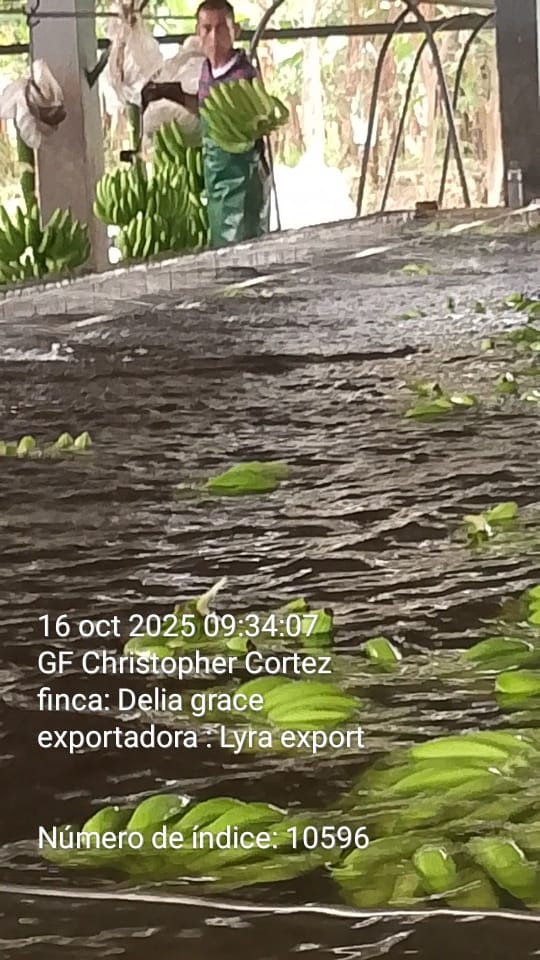 16 oct 2025 09:34:07
GF Christopher Cortez
finca: Delia grace
exportadora : Lyra export
Número de índice: 10596